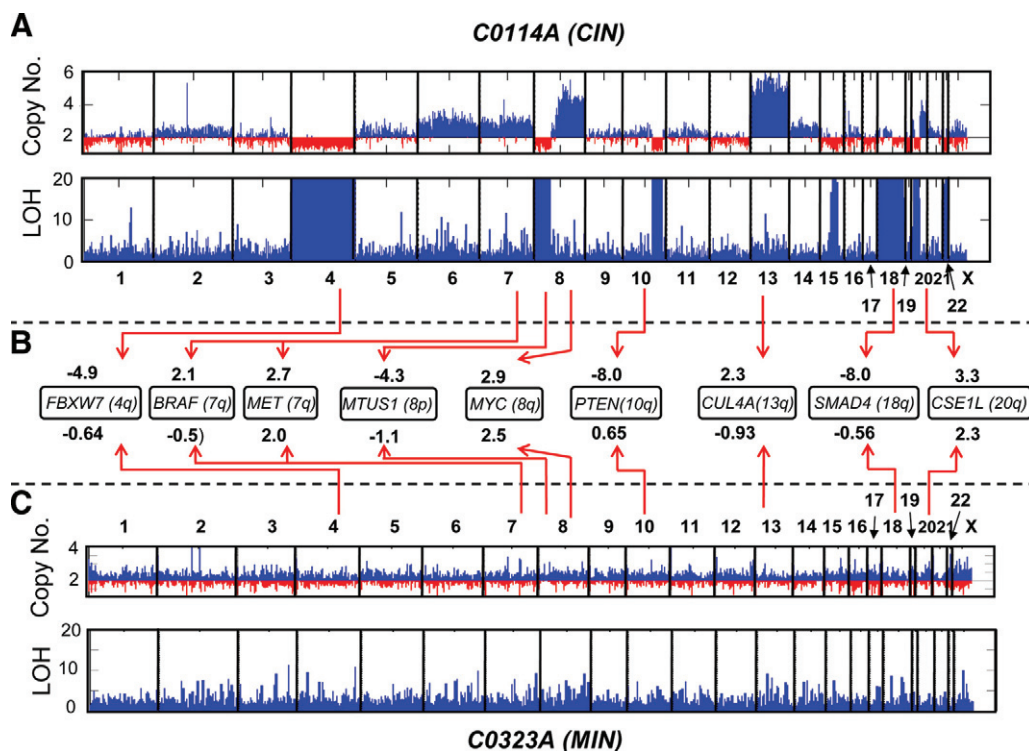 A
C0114A (CIN)
Copy No.
6
4
2
LOH
20
10
0
1 2 3 4 5 6 7 8 9 10 11 12 13 14 15 16 18 2021 X
17 19 22
B
-4.9 2.1 2.7 -4.3 2.9 -8.0 2.3 -8.0 3.3
FBXW7 (4q) BRAF (7q) MET (7q) MTUS1 (8p) MYC (8q) PTEN(10q) CUL4A(13q) SMAD4 (18q) CSE1L (20q)
-0.64 -0.5) 2.0 -1.1 2.5 0.65 -0.93 -0.56 2.3
C
17 19 22
1 2 3 4 5 6 7 8 9 10 11 12 13 14 15 16 18 2021 X
Copy No.
4
2
LOH
20
10
0
C0323A (MIN)